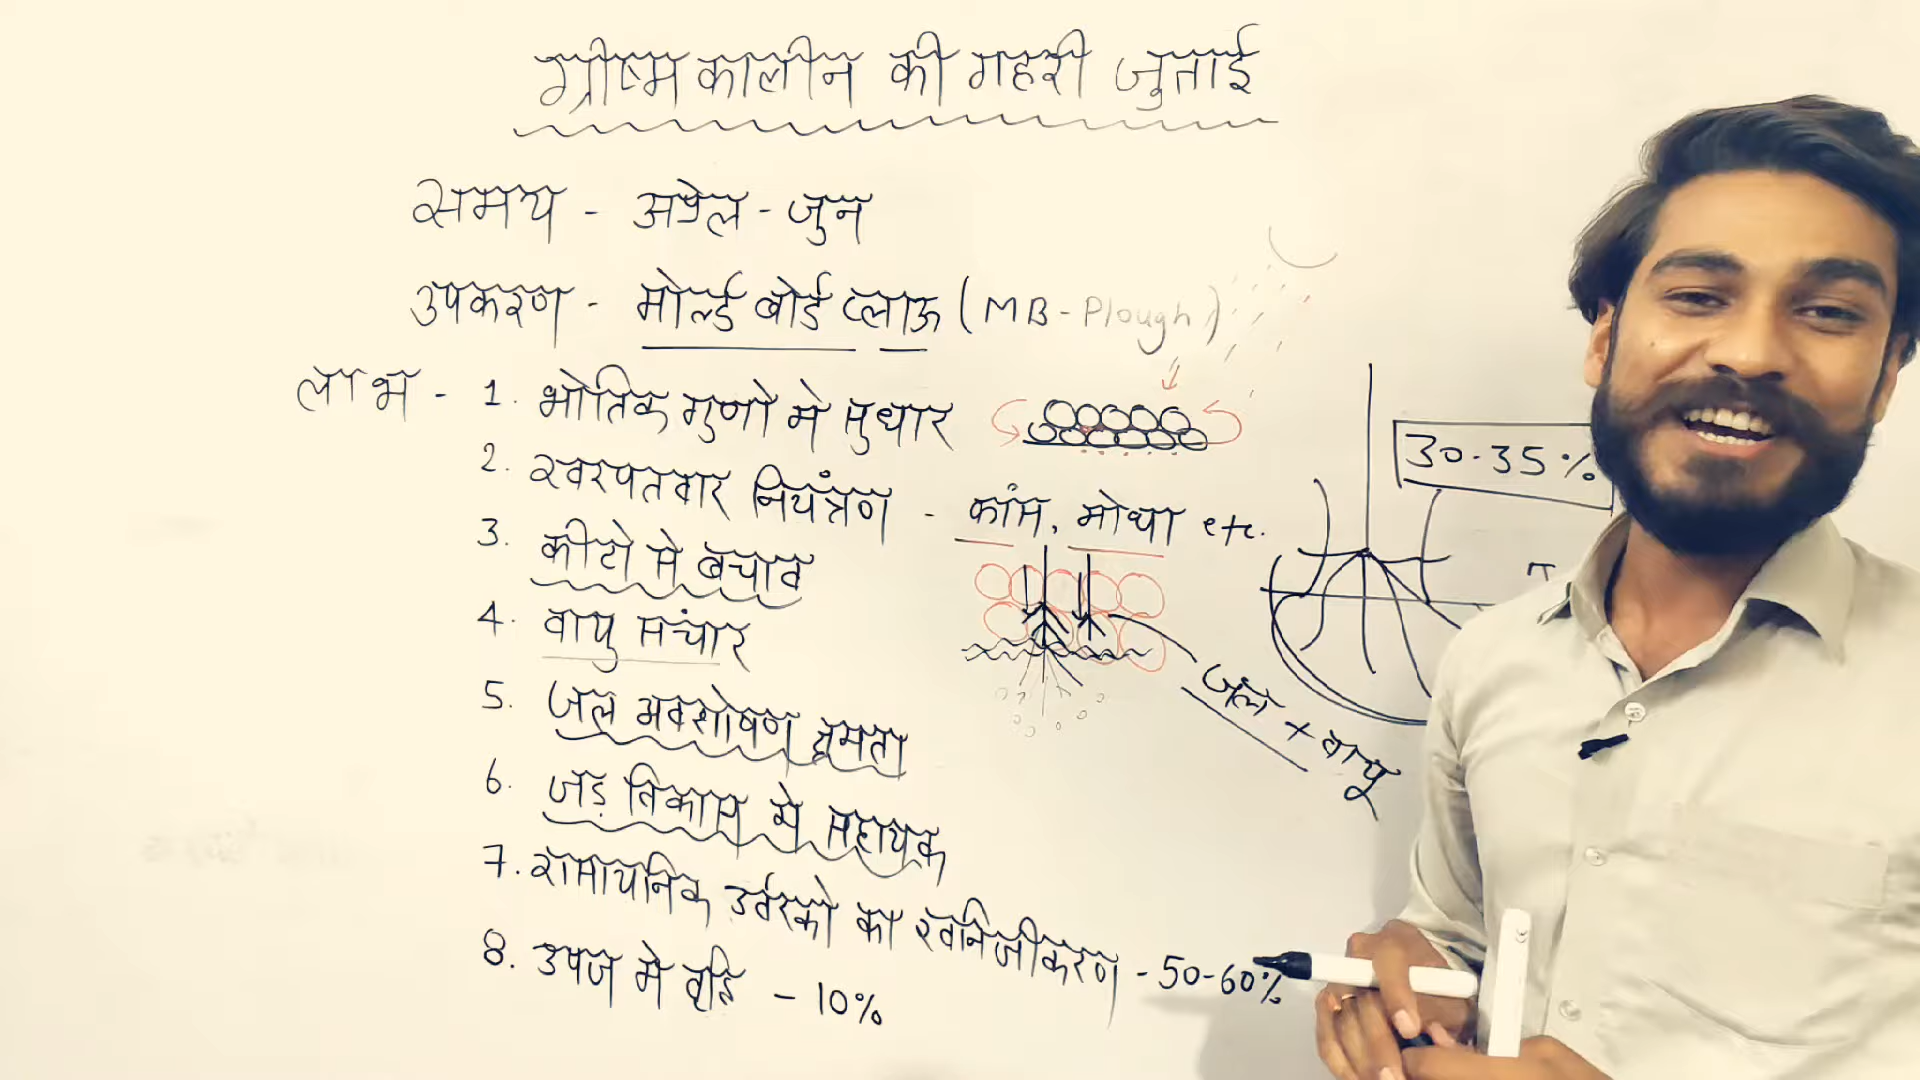 ग्रीष्मकालीन की गहरी जुताई
समय - अप्रेल - जुन
उपकरण - मोर्ल्ड बोर्ड प्लाऊ (MB-Plough)
लाभ - 1. भोतिक गुणो मे सुधार
2. खरपतवार नियंत्रण - कांस, मोथा etc.
3. कीटो से बचाव
4. वायु संचार
5. जल अवशोषण क्षमता
6. जड़ विकास मे सहायक
7. रासायनिक उर्वरको का खनिजीकरण - 50-60%
8. उपज मे वृद्धि - 10%
30-35%
जल + वायु